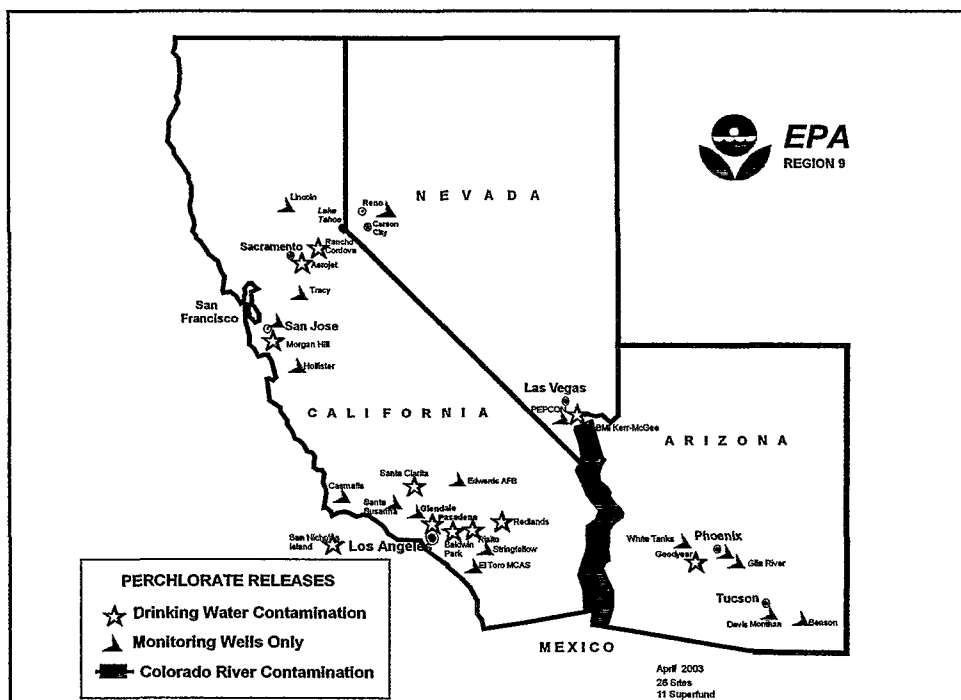 EPA
REGION 9
NEVADA
Lincoln
Reno
Lake
Tahoe
Carson
City
Sacramento
Rancho
Cordova
Aerojet
Tracy
San
Francisco
San Jose
Morgan Hill
Hollister
Las Vegas
PEPCON
BMI Kerr-McGee
CALIFORNIA
ARIZONA
Santa Clarita
Edwards AFB
Casmalia
Santa
Susanna
Glendale
Pasadena
Redlands
San Nicholas
Island
Los Angeles
Baldwin
Park
Rialto
Stringfellow
El Toro MCAS
White Tanks
Phoenix
Goodyear
Gila River
Tucson
Davis Monthan
Benson
MEXICO
PERCHLORATE RELEASES
Drinking Water Contamination
Monitoring Wells Only
Colorado River Contamination
April 2003
26 Sites
11 Superfund